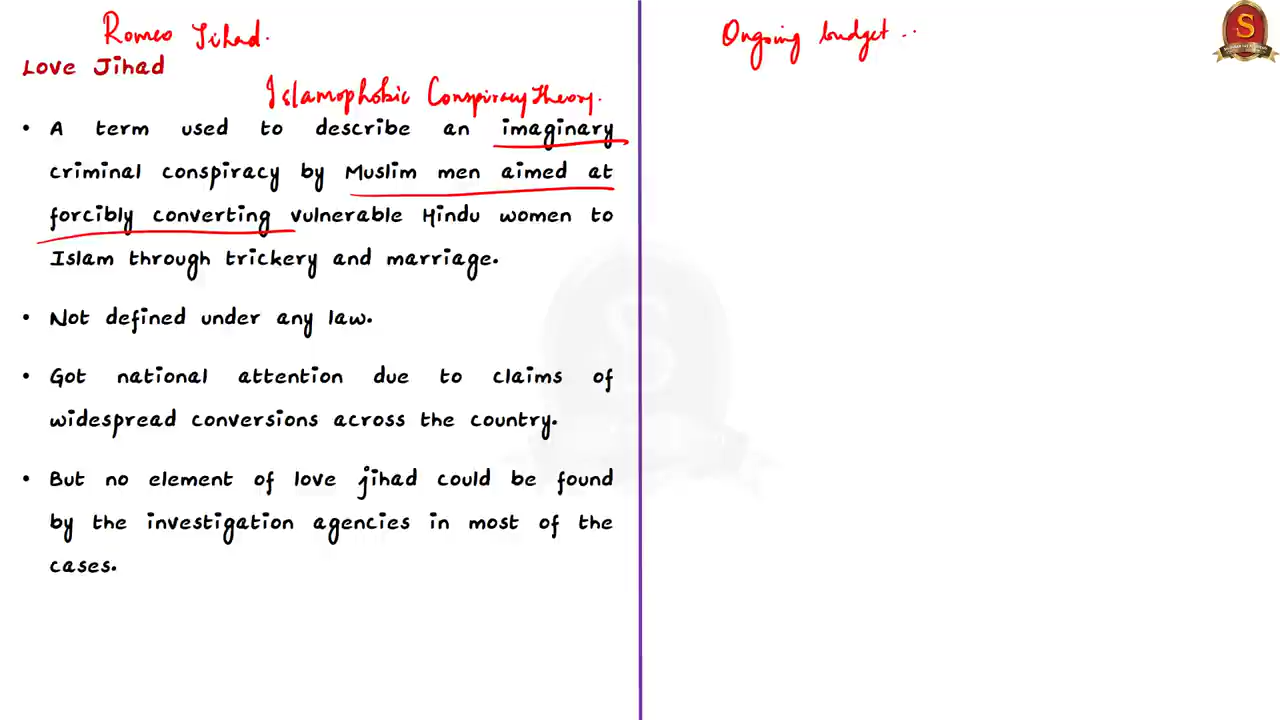 Romeo Jihad.
Love Jihad
Islamophobic Conspiracy Theory.
• A term used to describe an imaginary
criminal conspiracy by Muslim men aimed at
forcibly converting vulnerable Hindu women to
Islam through trickery and marriage.
• Not defined under any law.
• Got national attention due to claims of
widespread conversions across the country.
• But no element of love jihad could be found
by the investigation agencies in most of the
cases.
Ongoing budget ..
S